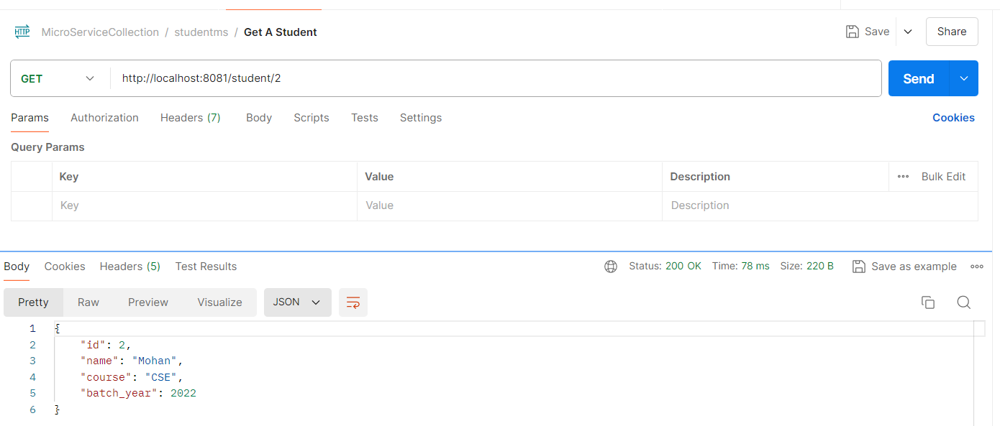 HTTP MicroServiceCollection / studentms / Get A Student Save Share
GET http://localhost:8081/student/2 Send
Params Authorization Headers (7) Body Scripts Tests Settings Cookies
Query Params
Key Value Description Bulk Edit
Key Value Description
Body Cookies Headers (5) Test Results Status: 200 OK Time: 78 ms Size: 220 B Save as example
Pretty Raw Preview Visualize JSON
1 {
2 "id": 2,
3 "name": "Mohan",
4 "course": "CSE",
5 "batch_year": 2022
6 }